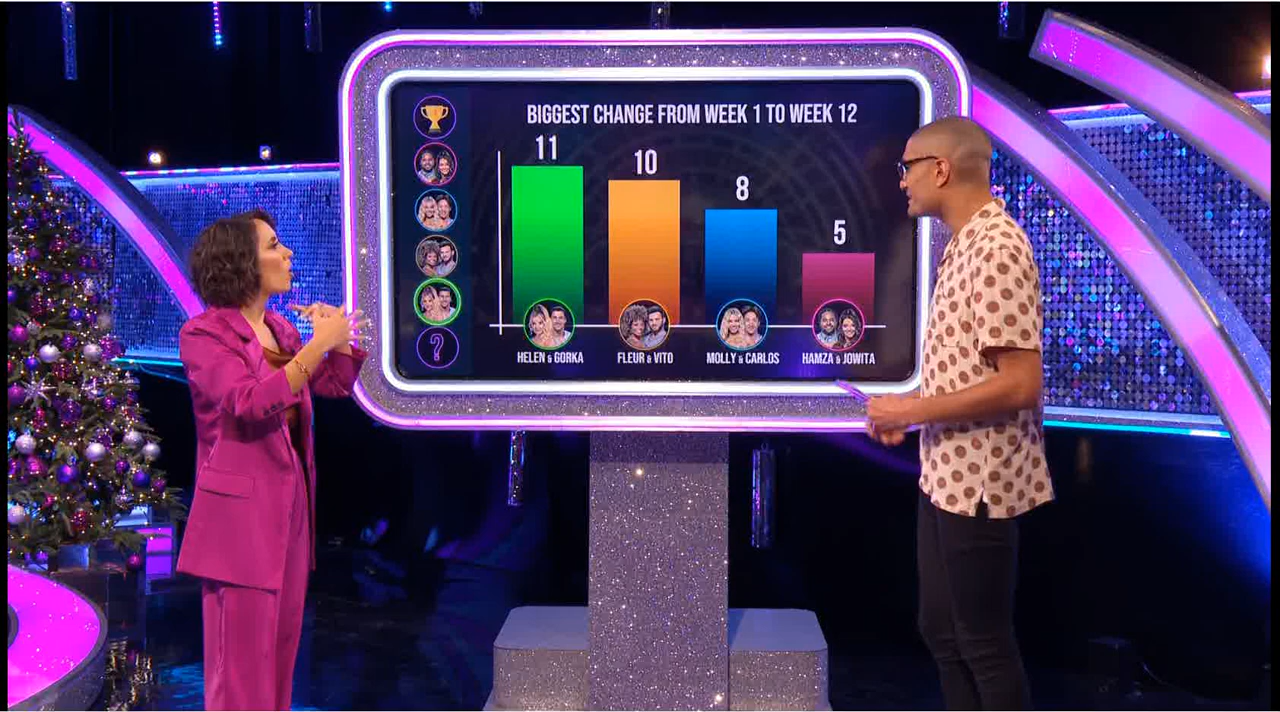 BIGGEST CHANGE FROM WEEK 1 TO WEEK 12
11
10
8
5
HELEN & GORKA
FLEUR & VITO
MOLLY & CARLOS
HAMZA & JOWITA
?